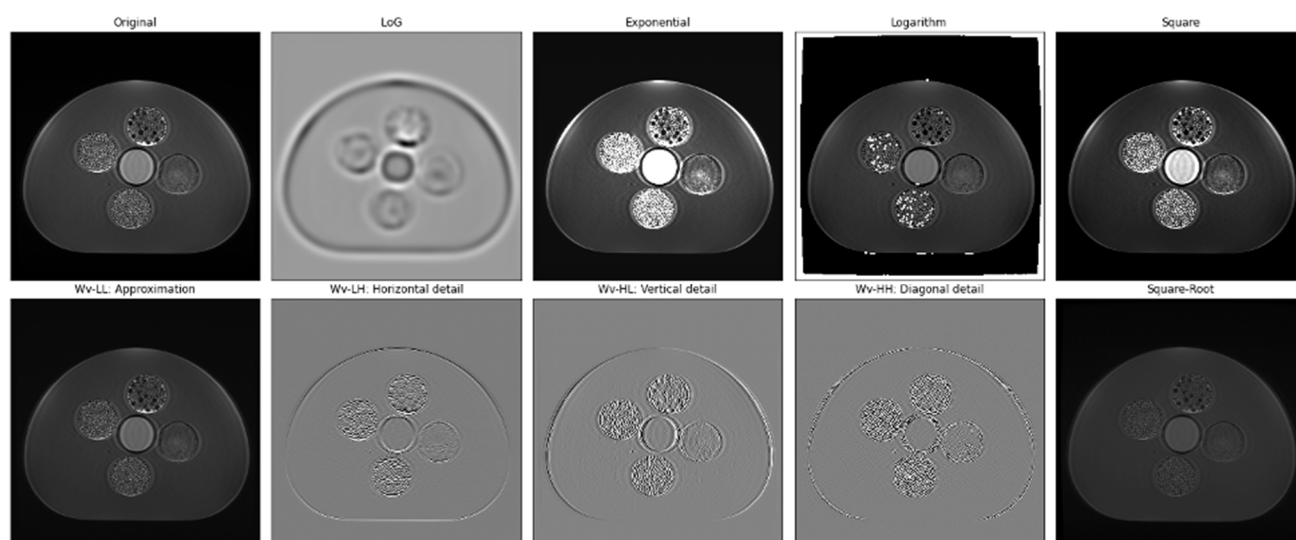 Original
LoG
Exponential
Logarithm
Square
Wv-LL: Approximation
Wv-LH: Horizontal detail
Wv-HL: Vertical detail
Wv-HH: Diagonal detail
Square-Root